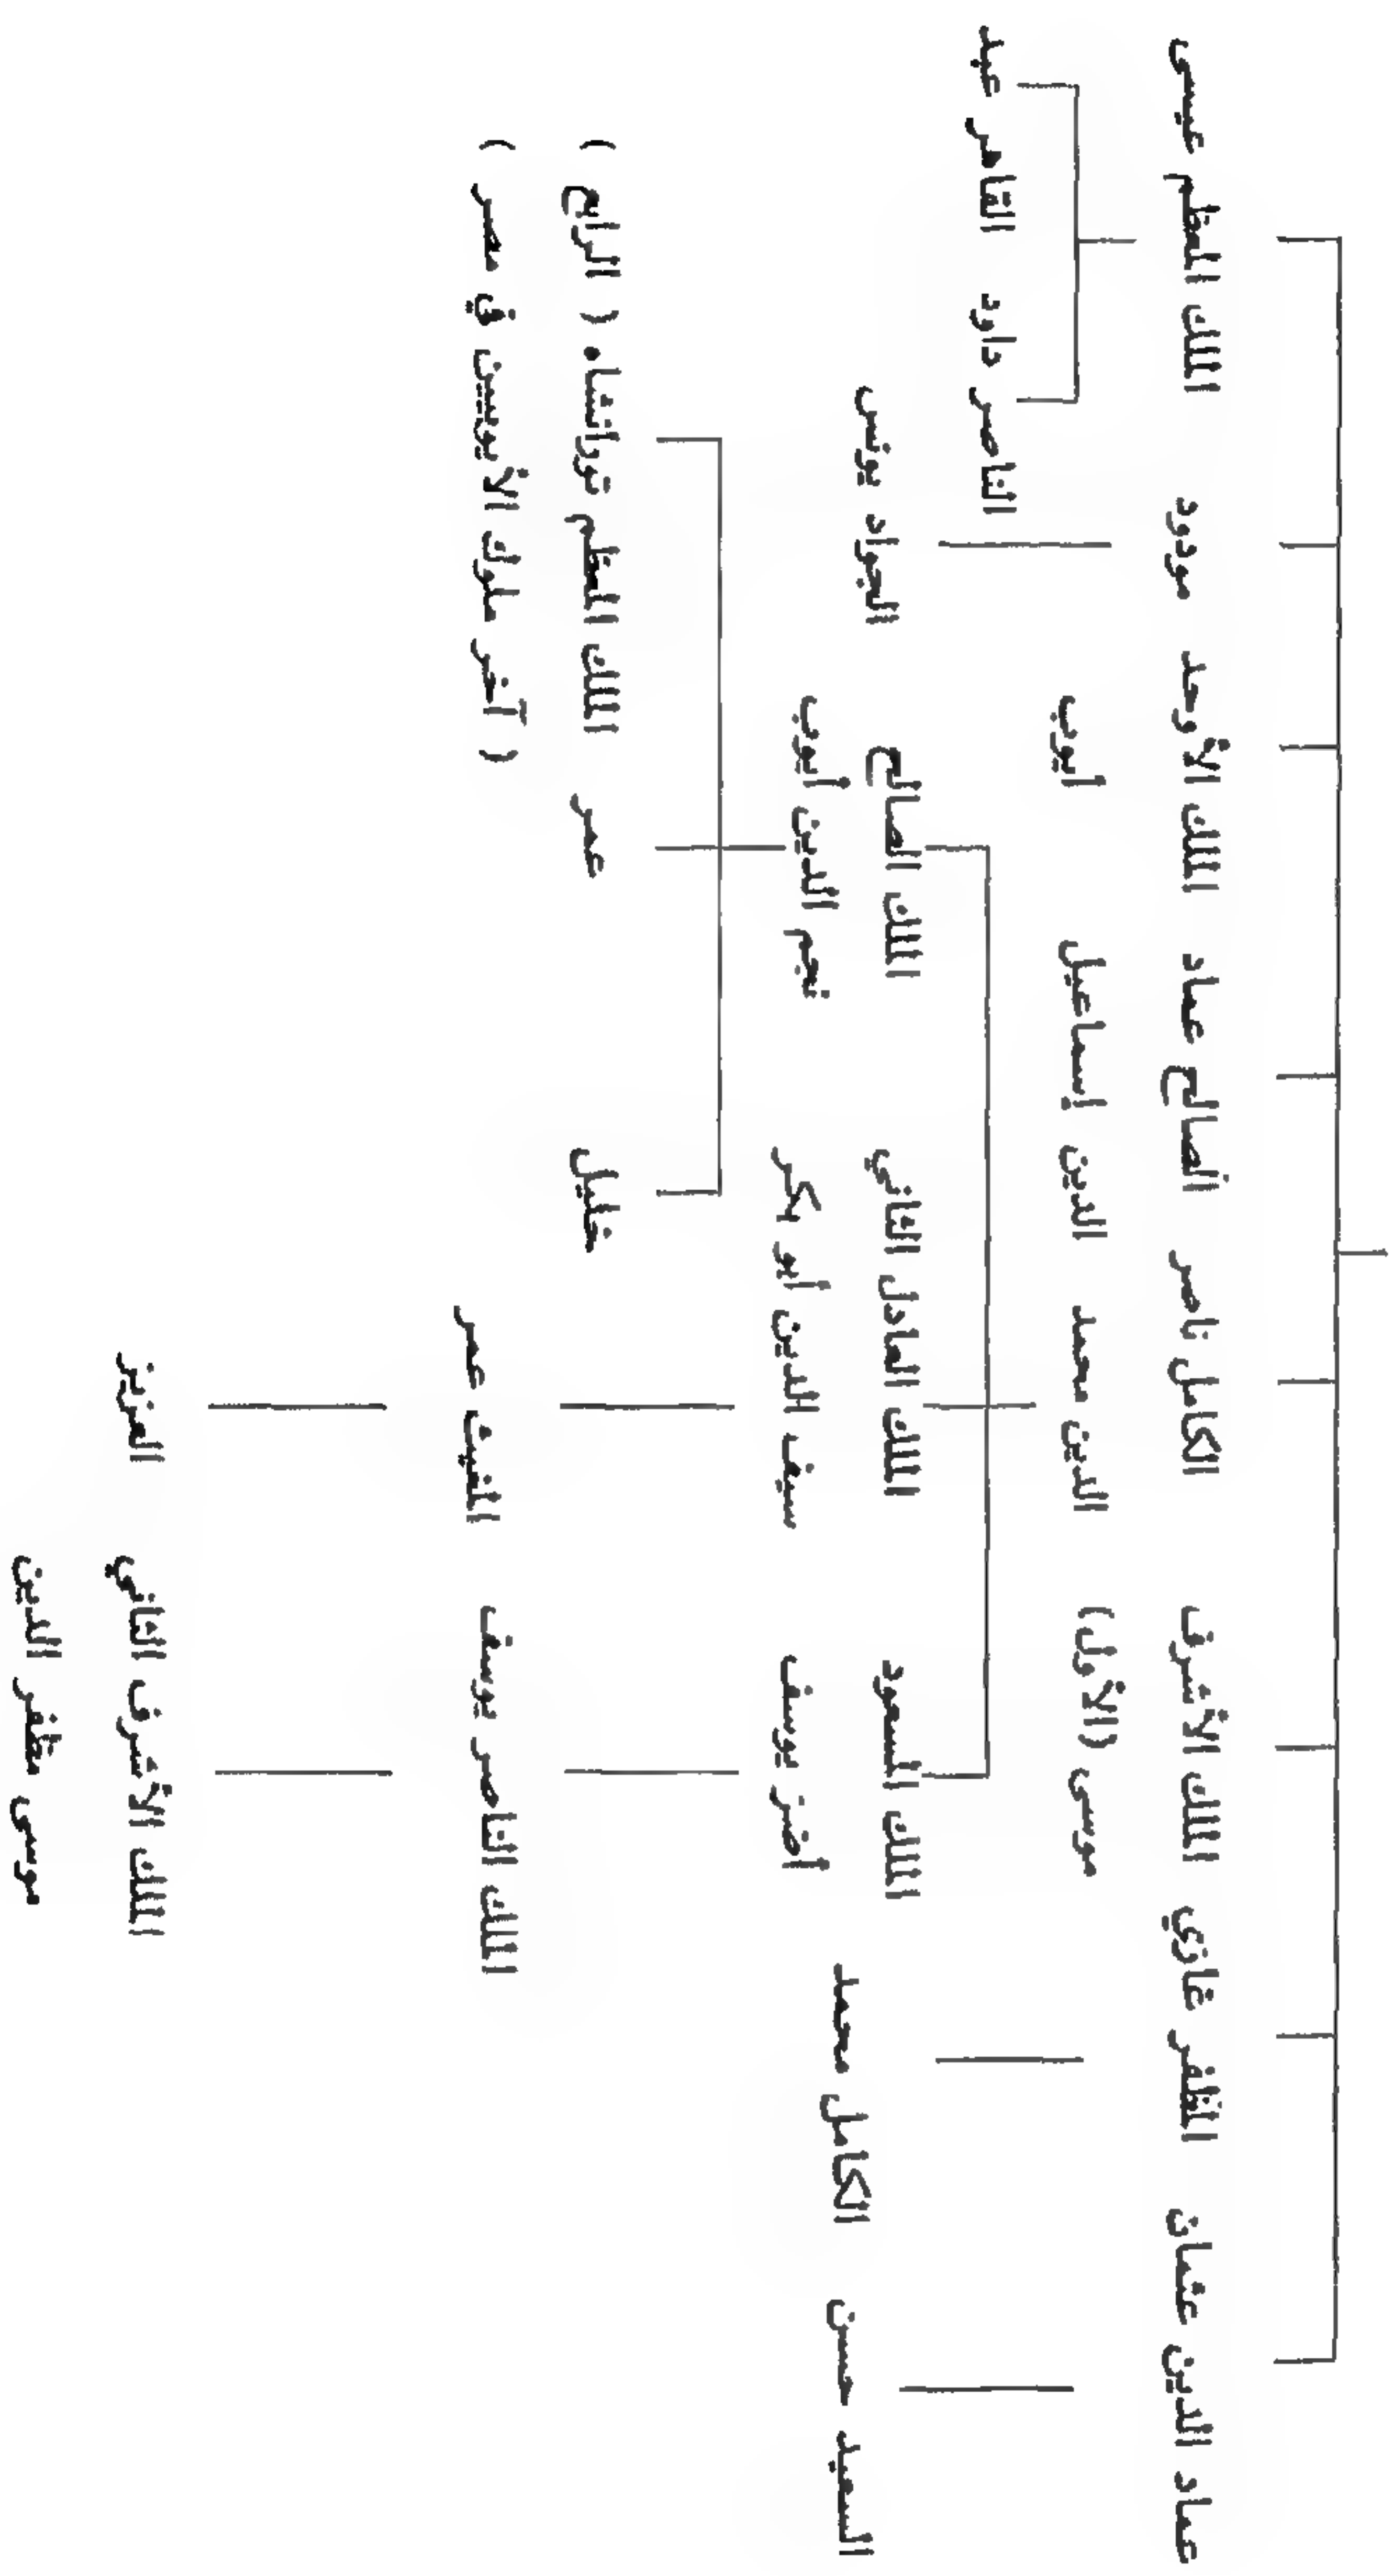 عماد الدين عثمان
المظفر غازي
الملك الأشرف
موسى (الأول)
الكامل ناصر
الدين محمد
الصالح عماد
الدين إسماعيل
الملك الأوحد
أيوب
مودود
الملك المعظم عيسى
السعيد حسن
الكامل محمد
الملك المسعود
أضنز يوسف
الملك العادل الثاني
سيف الدين أبو بكر
الملك الصالح
نجم الدين أيوب
الجواد يونس
الناصر داود
القاهر عبد
الملك الناصر يوسف
المغيث عمر
خليل
عمر
الملك المعظم تورانشاه ( الرابع )
( آخر ملوك الأيوبيين في مصر )
الملك الأشرف الثاني
موسى مظفر الدين
العزيز